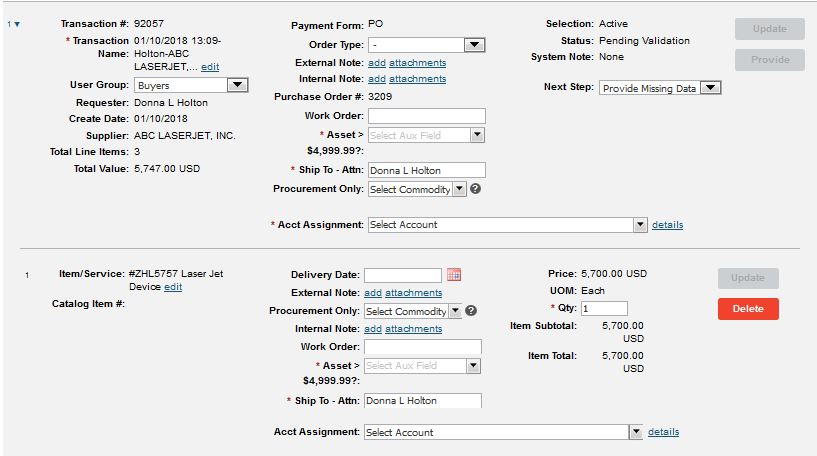 1
Transaction #: 92057
* Transaction Name: 01/10/2018 13:09-
Holton-ABC
LASERJET,... edit
User Group: Buyers
Requester: Donna L Holton
Create Date: 01/10/2018
Supplier: ABC LASERJET, INC.
Total Line Items: 3
Total Value: 5,747.00 USD
Payment Form: PO
Order Type: -
External Note: add attachments
Internal Note: add attachments
Purchase Order #: 3209
Work Order:
* Asset > Select Aux Field
$4,999.99?:
* Ship To - Attn: Donna L Holton
Procurement Only: Select Commodity ?
* Acct Assignment: Select Account details
Selection: Active
Status: Pending Validation
System Note: None
Next Step: Provide Missing Data
Update
Provide
1
Item/Service: #ZHL5757 Laser Jet
Device edit
Catalog Item #:
Delivery Date:
External Note: add attachments
Procurement Only: Select Commodity ?
Internal Note: add attachments
Work Order:
* Asset > Select Aux Field
$4,999.99?:
* Ship To - Attn: Donna L Holton
Acct Assignment: Select Account details
Price: 5,700.00 USD
UOM: Each
* Qty: 1
Item Subtotal: 5,700.00
USD
Item Total: 5,700.00
USD
Update
Delete